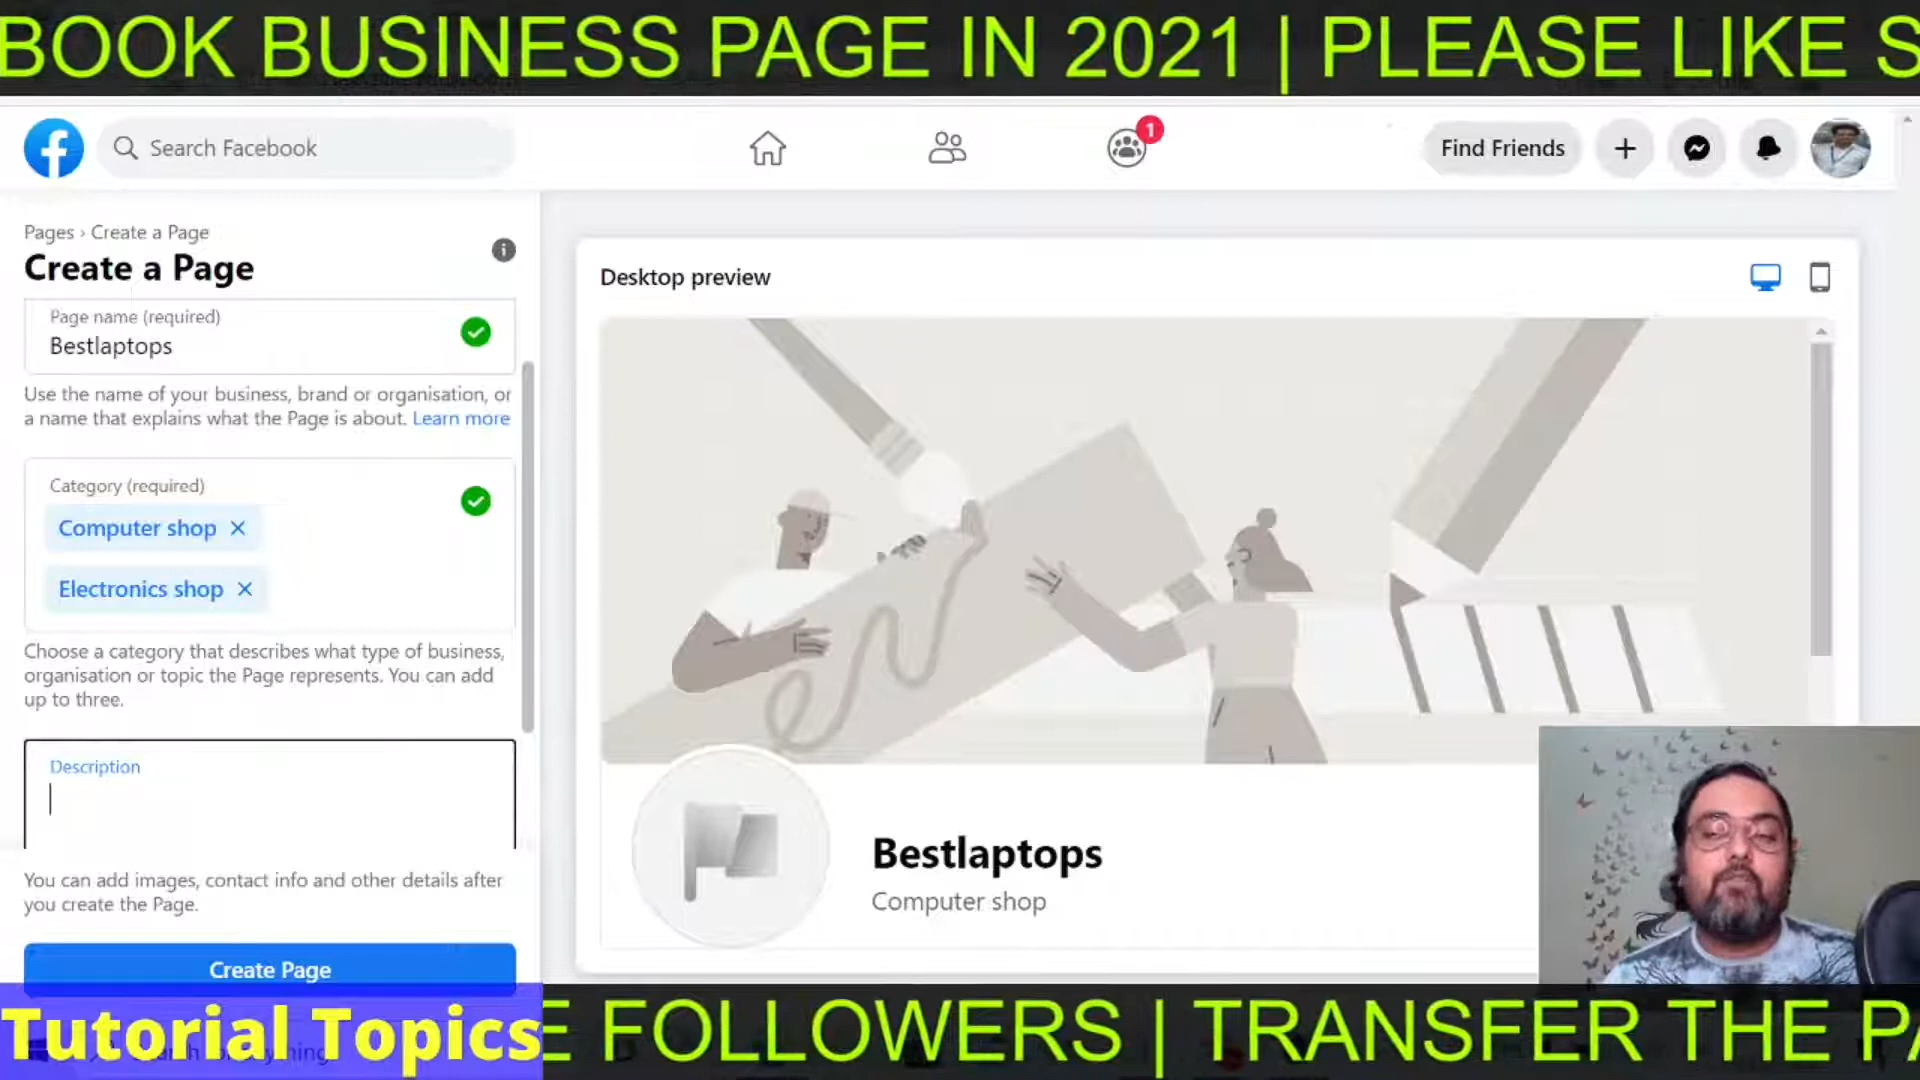 BOOK BUSINESS PAGE IN 2021 | PLEASE LIKE S
Search Facebook
1
Find Friends
Pages › Create a Page
Create a Page
Page name (required)
Bestlaptops
Use the name of your business, brand or organisation, or
a name that explains what the Page is about. Learn more
Category (required)
Computer shop
Electronics shop
Choose a category that describes what type of business,
organisation or topic the Page represents. You can add
up to three.
Description
You can add images, contact info and other details after
you create the Page.
Create Page
Desktop preview
Bestlaptops
Computer shop
Tutorial Topics
E FOLLOWERS | TRANSFER THE PA